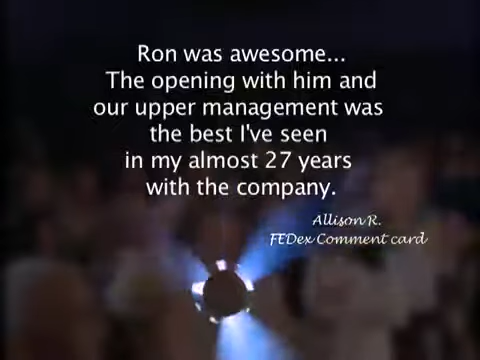 Ron was awesome...
The opening with him and
our upper management was
the best I've seen
in my almost 27 years
with the company.
Allison R.
FEDex Comment card